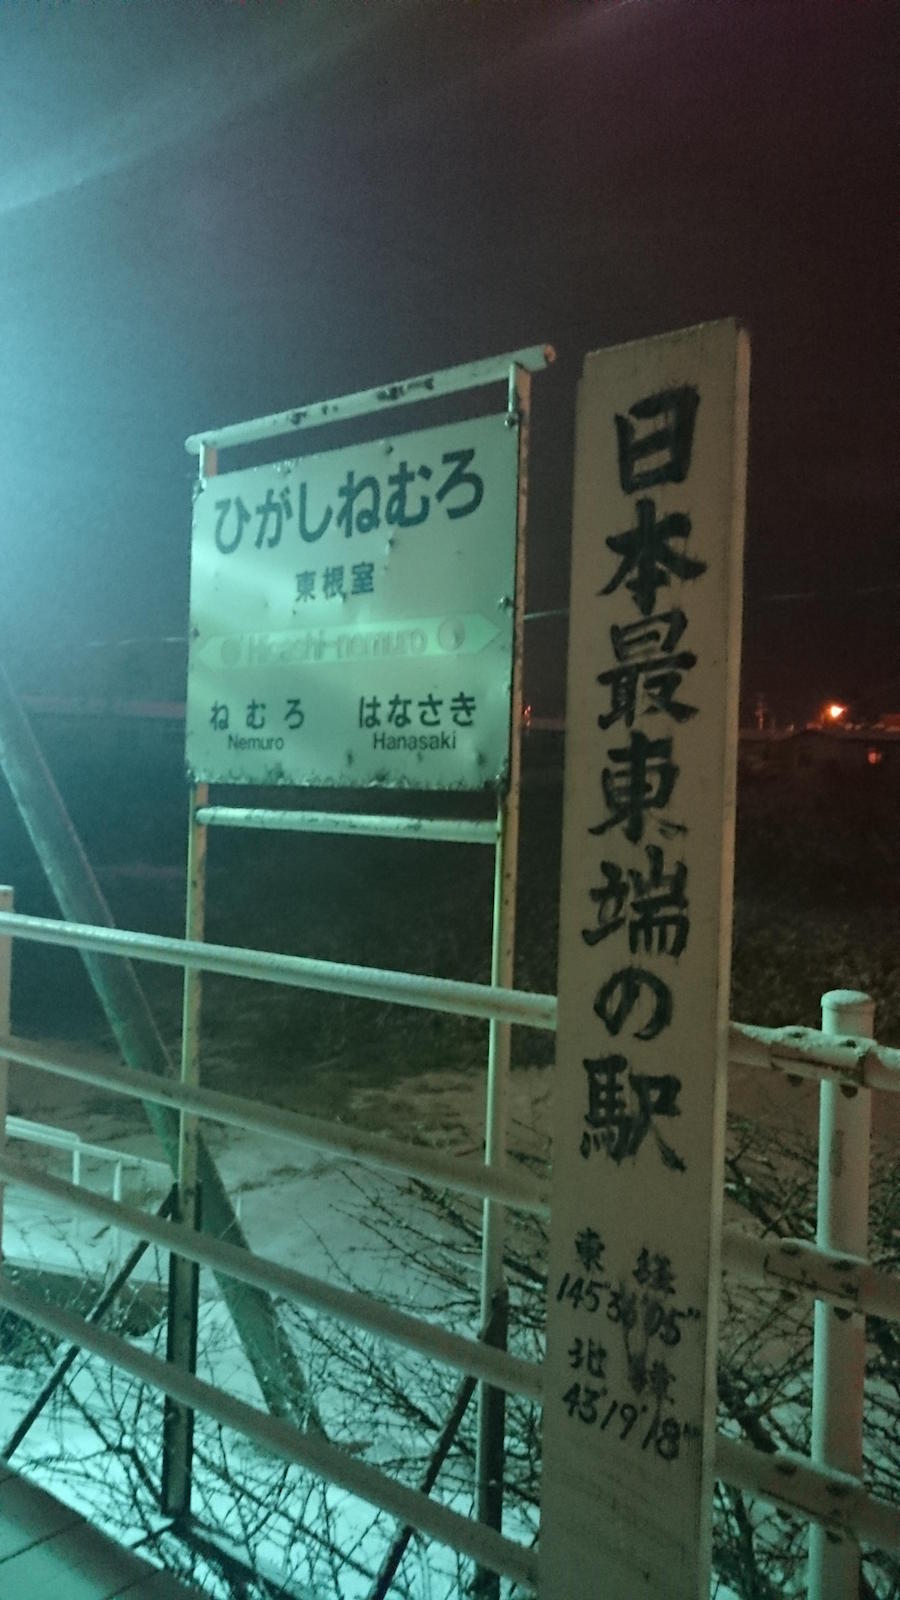 ひがしねむろ
東根室
Higashi-nemuro
ねむろ はなさき
Nemuro Hanasaki
日本最東端の駅
東経
145°36'05"
北緯
43°19'18"